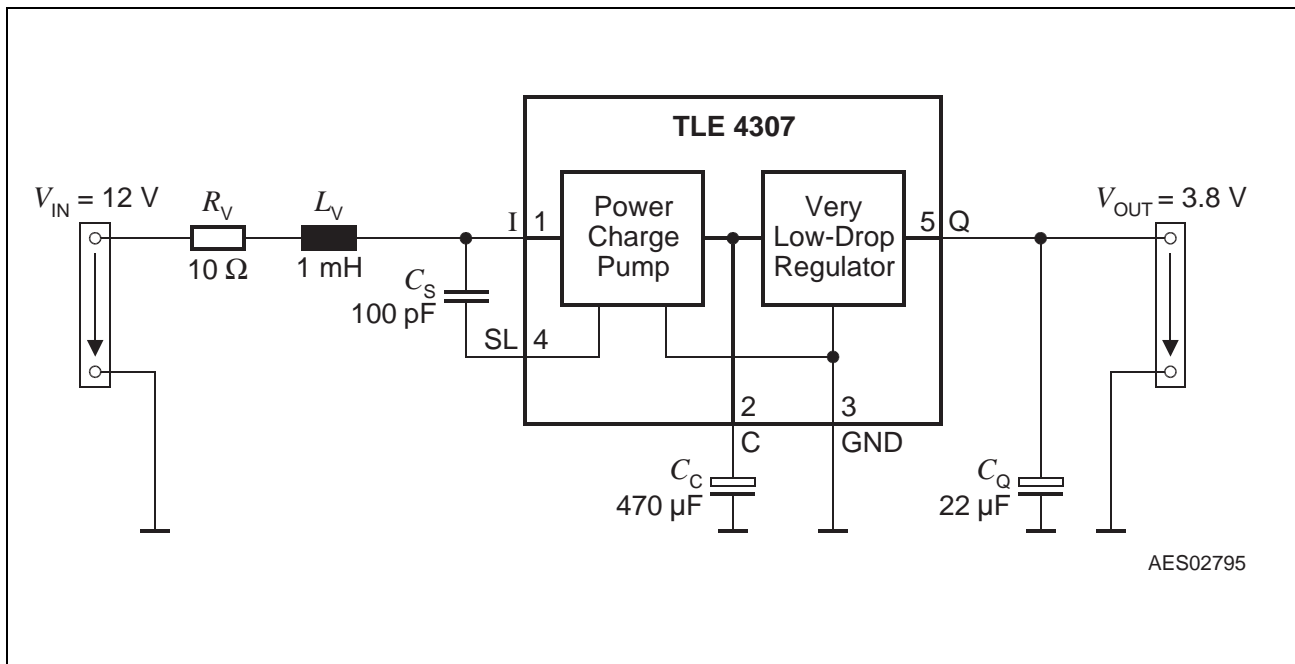 TLE 4307
V_IN = 12 V
R_V
L_V
10 Ω
1 mH
C_S
100 pF
I
1
Power
Charge
Pump
Very
Low-Drop
Regulator
5
Q
V_OUT = 3.8 V
SL
4
2
3
C
GND
C_C
470 µF
C_Q
22 µF
AES02795